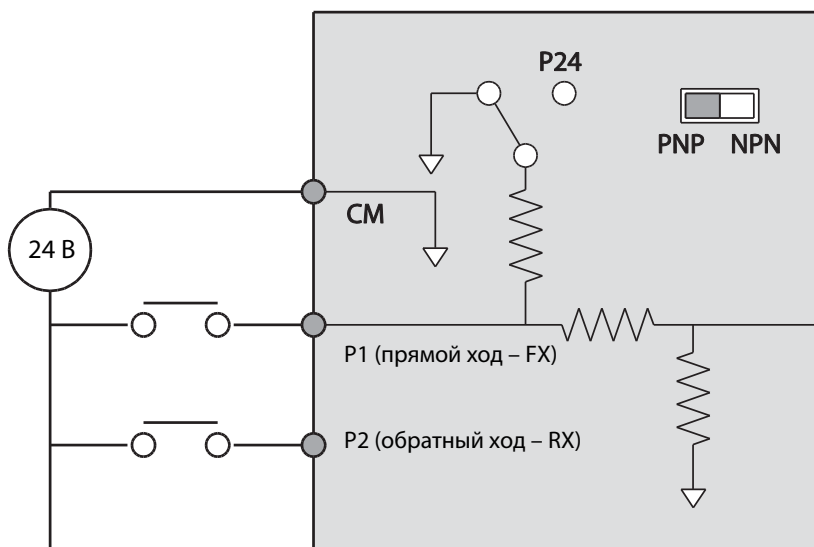 P24
PNP NPN
CM
24 В
P1 (прямой ход – FX)
P2 (обратный ход – RX)